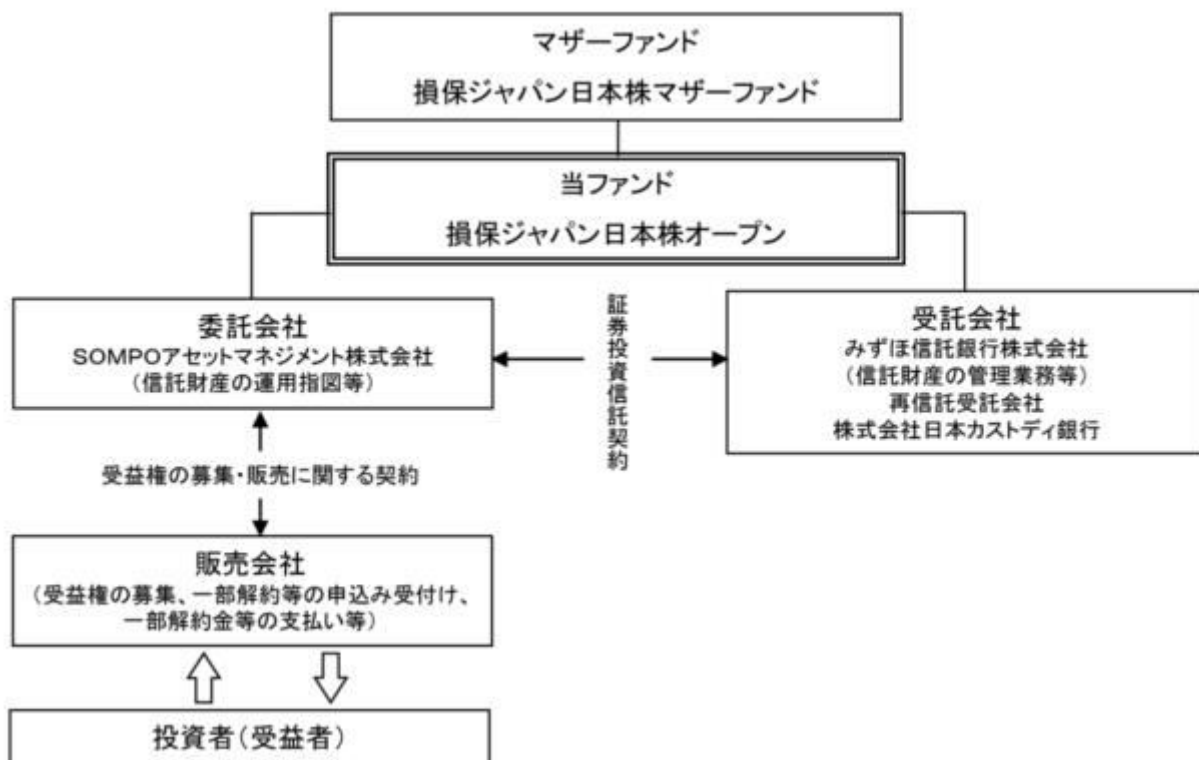 マザーファンド
損保ジャパン日本株マザーファンド
当ファンド
損保ジャパン日本株オープン
委託会社
SOMPOアセットマネジメント株式会社
(信託財産の運用指図等)
証券投資信託契約
受託会社
みずほ信託銀行株式会社
(信託財産の管理業務等)
再信託受託会社
株式会社日本カストディ銀行
受益権の募集・販売に関する契約
販売会社
(受益権の募集、一部解約等の申込み受付け、
一部解約金等の支払い等)
投資者(受益者)